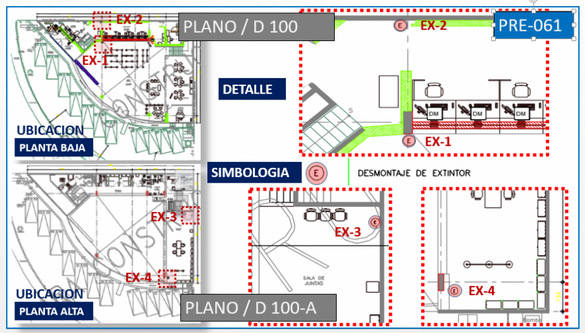 EX-2
PLANO / D 100
EX-2
PRE-061
EX-1
DETALLE
DM
DM
DM
UBICACION
PLANTA BAJA
S
EX-1
SIMBOLOGIA
E
DESMONTAJE DE EXTINTOR
EX-3
EX-3
SALA DE
JUNTAS
EX-4
EX-4
UBICACION
PLANTA ALTA
PLANO / D 100-A